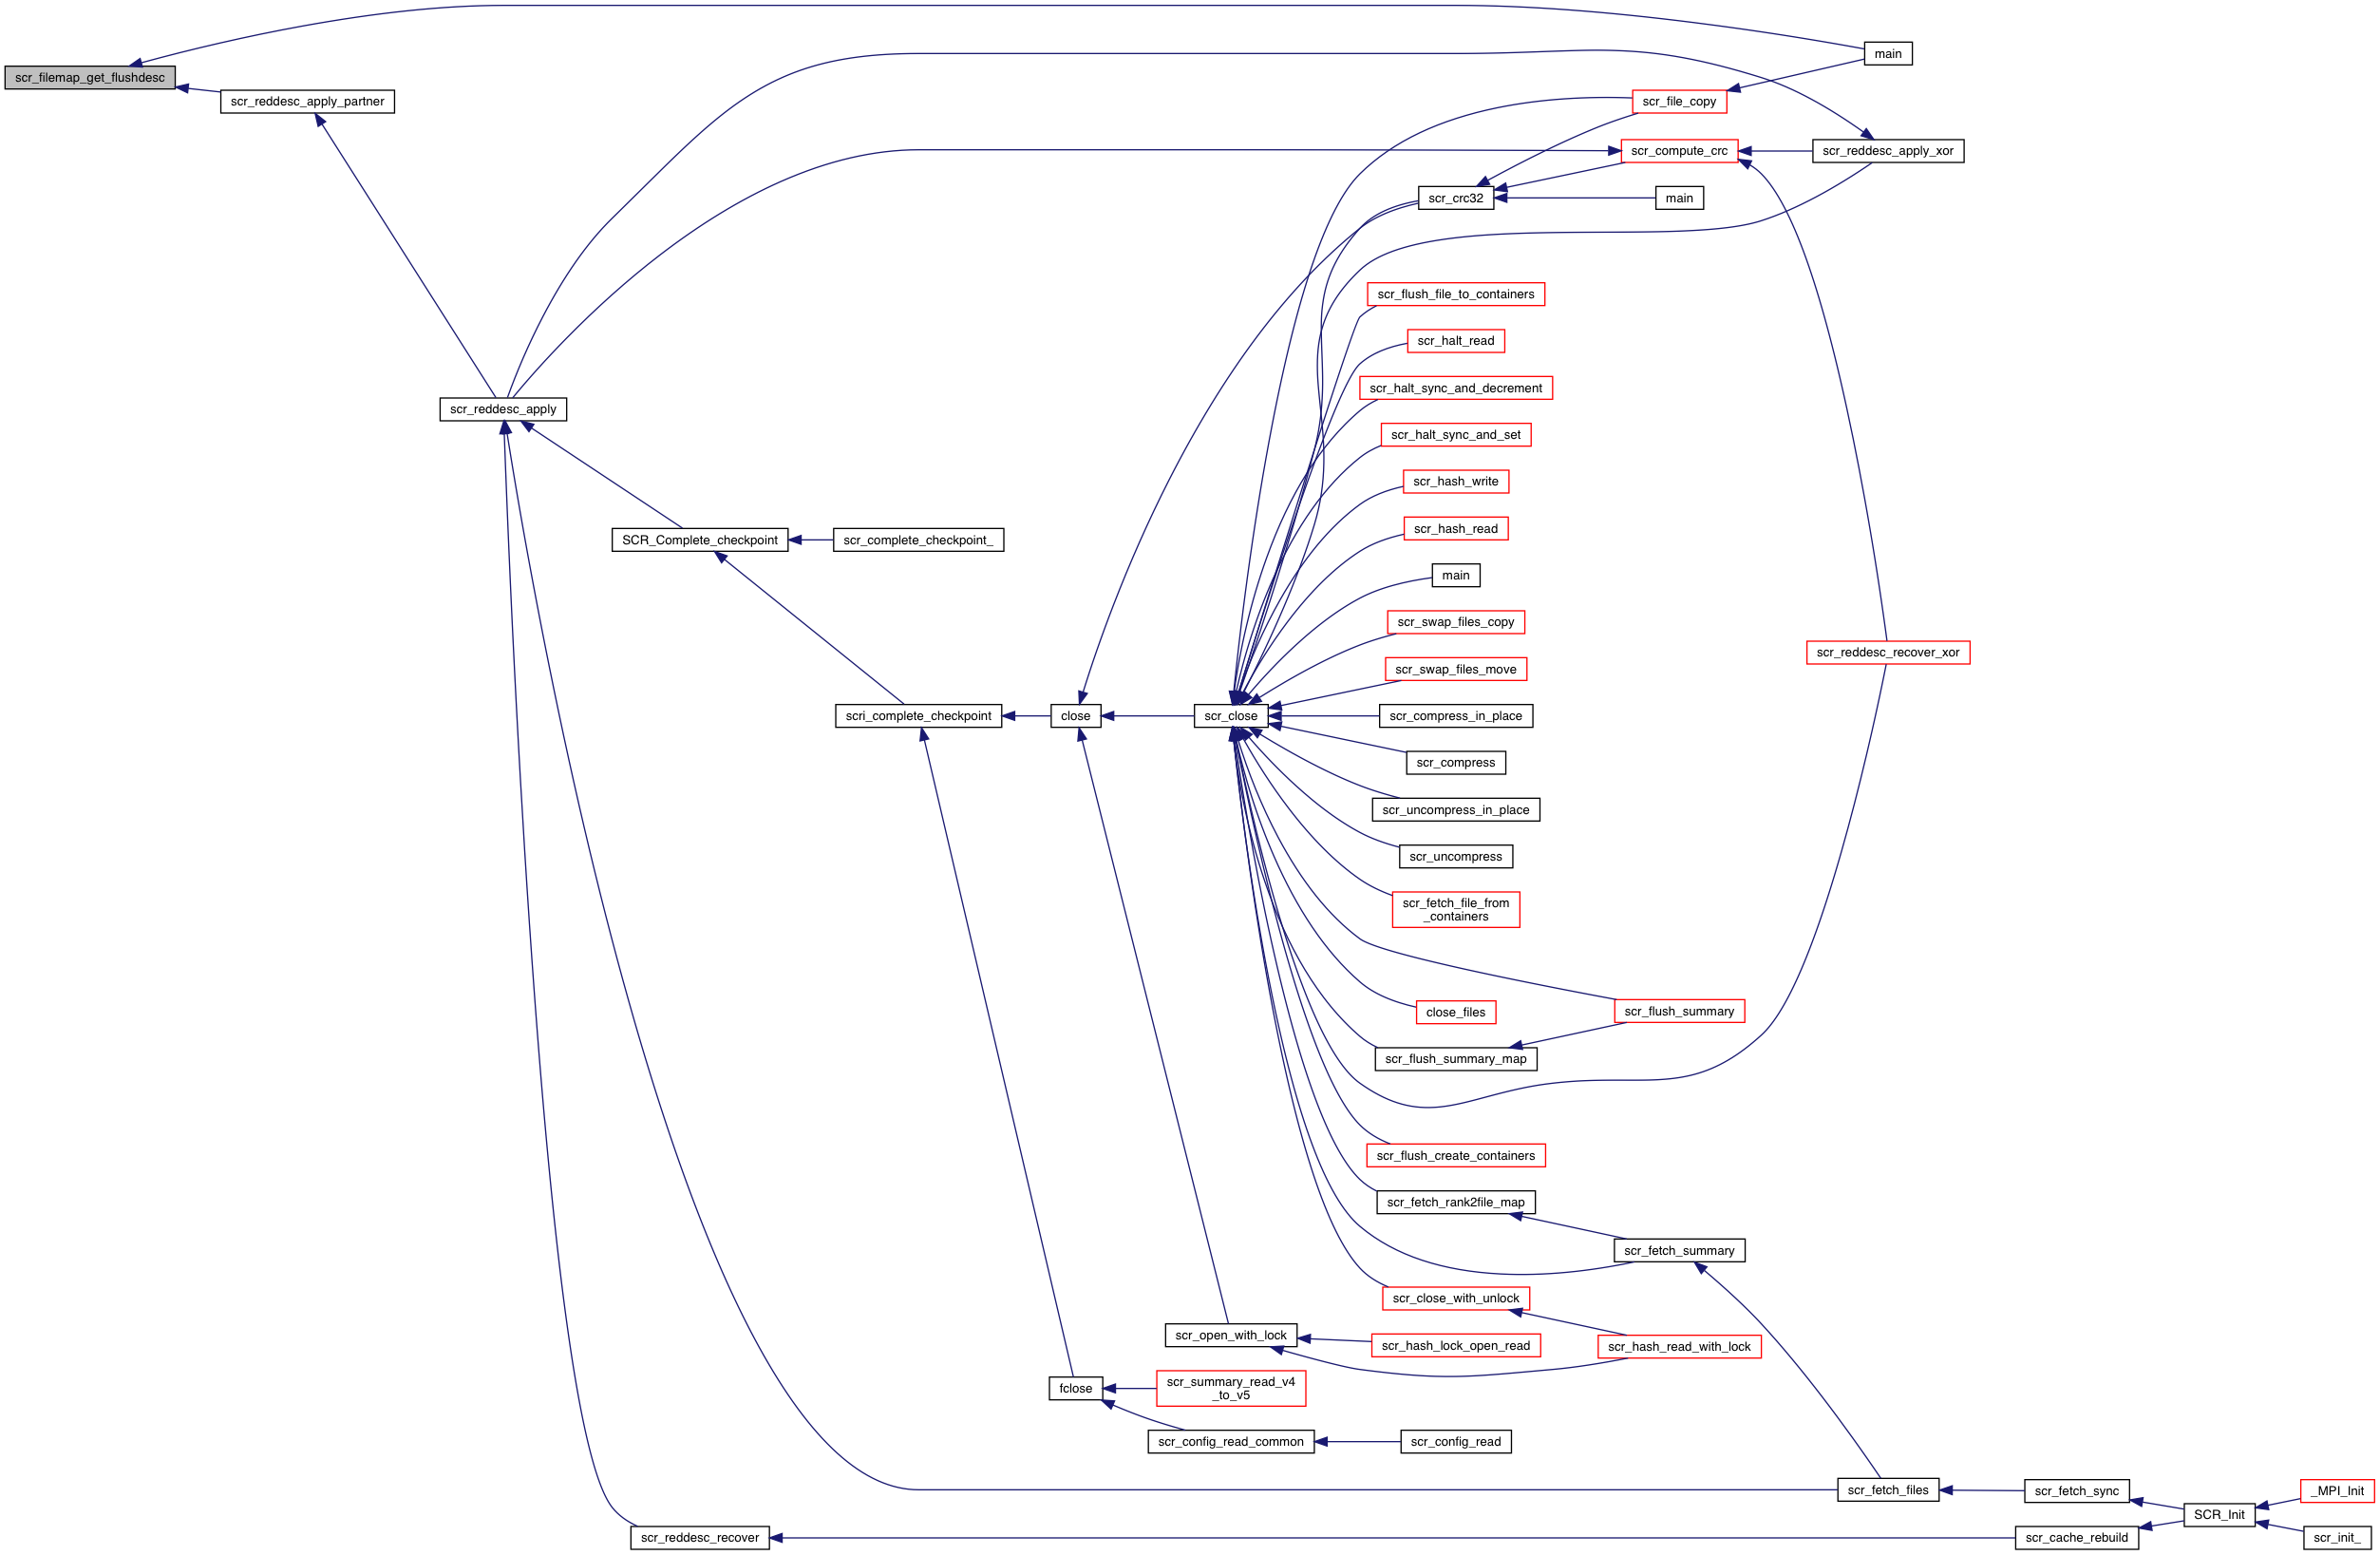 main
scr_filemap_get_flushdesc
scr_reddesc_apply_partner
scr_file_copy
scr_compute_crc
scr_reddesc_apply_xor
scr_crc32
main
scr_flush_file_to_containers
scr_halt_read
scr_halt_sync_and_decrement
scr_reddesc_apply
scr_halt_sync_and_set
scr_hash_write
scr_hash_read
SCR_Complete_checkpoint
scr_complete_checkpoint_
main
scr_swap_files_copy
scr_reddesc_recover_xor
scr_swap_files_move
scri_complete_checkpoint
close
scr_close
scr_compress_in_place
scr_compress
scr_uncompress_in_place
scr_uncompress
scr_fetch_file_from
_containers
close_files
scr_flush_summary
scr_flush_summary_map
scr_flush_create_containers
scr_fetch_rank2file_map
scr_fetch_summary
scr_close_with_unlock
scr_open_with_lock
scr_hash_lock_open_read
scr_hash_read_with_lock
fclose
scr_summary_read_v4
_to_v5
scr_config_read_common
scr_config_read
scr_fetch_files
scr_fetch_sync
_MPI_Init
SCR_Init
scr_reddesc_recover
scr_cache_rebuild
scr_init_